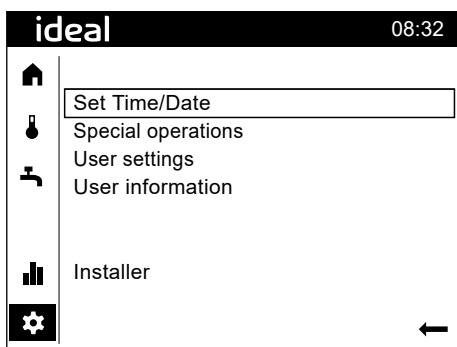 ideal 08:32
Set Time/Date
Special operations
User settings
User information
Installer